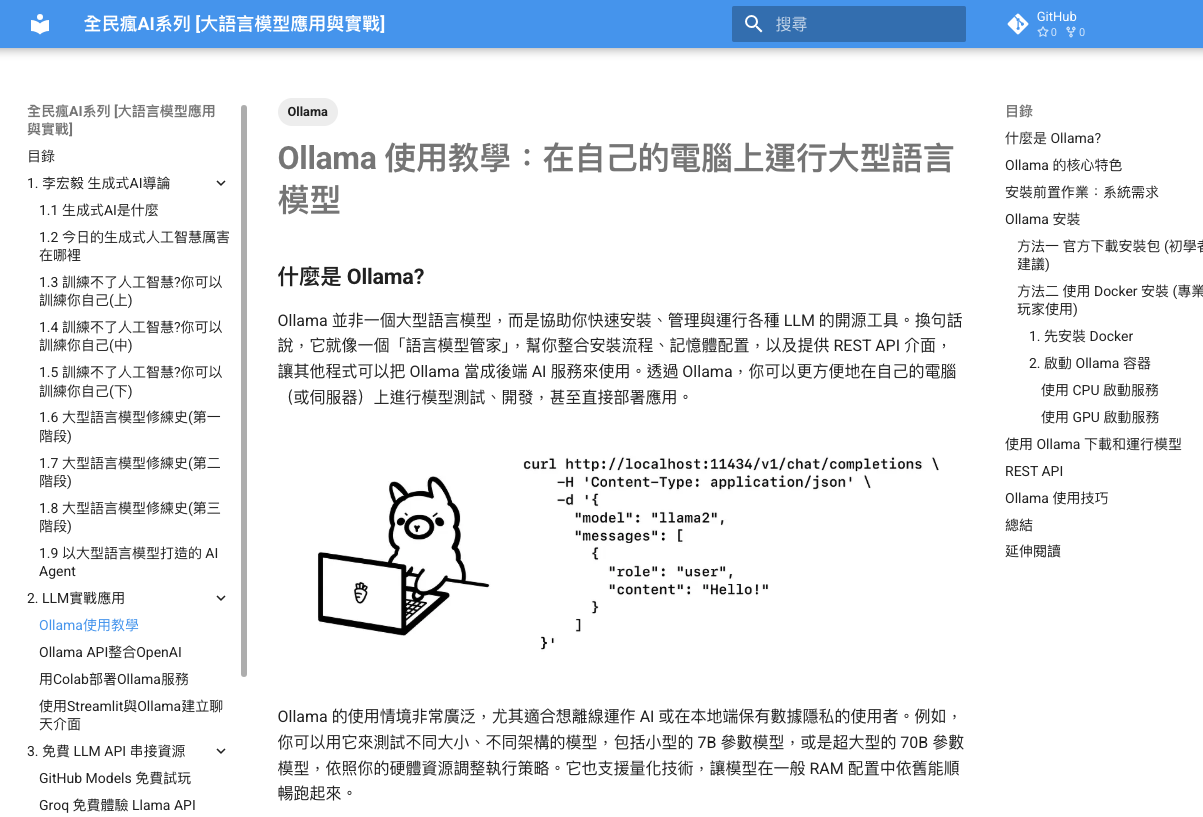 全民瘋AI系列 [大語言模型應用與實戰]
搜尋
GitHub
0 0
全民瘋AI系列 [大語言模型應用
與實戰]
目錄
1. 李宏毅 生成式AI導論
1.1 生成式AI是什麼
1.2 今日的生成式人工智慧厲害
在哪裡
1.3 訓練不了人工智慧?你可以
訓練你自己(上)
1.4 訓練不了人工智慧?你可以
訓練你自己(中)
1.5 訓練不了人工智慧?你可以
訓練你自己(下)
1.6 大型語言模型修練史(第一
階段)
1.7 大型語言模型修練史(第二
階段)
1.8 大型語言模型修練史(第三
階段)
1.9 以大型語言模型打造的 AI
Agent
2. LLM實戰應用
Ollama使用教學
Ollama API整合OpenAI
用Colab部署Ollama服務
使用Streamlit與Ollama建立聊
天介面
3. 免費 LLM API 串接資源
GitHub Models 免費試玩
Groq 免費體驗 Llama API
Ollama
Ollama 使用教學：在自己的電腦上運行大型語言
模型
什麼是 Ollama?
Ollama 並非一個大型語言模型，而是協助你快速安裝、管理與運行各種 LLM 的開源工具。換句話
說，它就像一個「語言模型管家」，幫你整合安裝流程、記憶體配置，以及提供 REST API 介面，
讓其他程式可以把 Ollama 當成後端 AI 服務來使用。透過 Ollama，你可以更方便地在自己的電腦
（或伺服器）上進行模型測試、開發，甚至直接部署應用。
curl http://localhost:11434/v1/chat/completions \
-H 'Content-Type: application/json' \
-d '{
"model": "llama2",
"messages": [
{
"role": "user",
"content": "Hello!"
}
]
}'
Ollama 的使用情境非常廣泛，尤其適合想離線運作 AI 或在本地端保有數據隱私的使用者。例如，
你可以用它來測試不同大小、不同架構的模型，包括小型的 7B 參數模型，或是超大型的 70B 參數
模型，依照你的硬體資源調整執行策略。它也支援量化技術，讓模型在一般 RAM 配置中依舊能順
暢跑起來。
目錄
什麼是 Ollama?
Ollama 的核心特色
安裝前置作業：系統需求
Ollama 安裝
方法一 官方下載安裝包 (初學者
建議)
方法二 使用 Docker 安裝 (專業
玩家使用)
1. 先安裝 Docker
2. 啟動 Ollama 容器
使用 CPU 啟動服務
使用 GPU 啟動服務
使用 Ollama 下載和運行模型
REST API
Ollama 使用技巧
總結
延伸閱讀